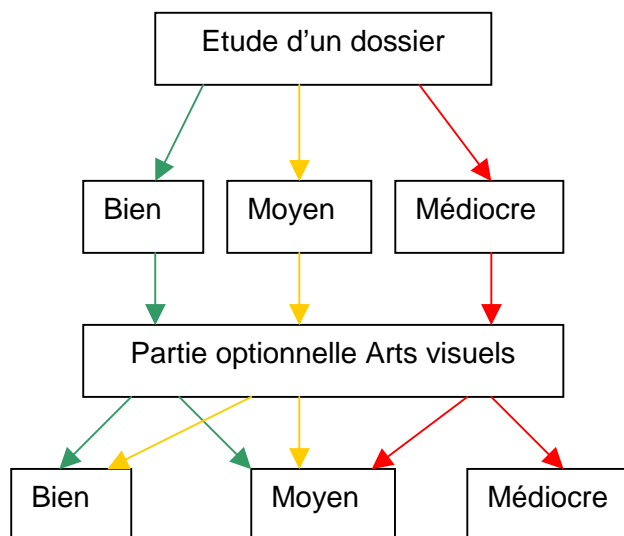 Etude d'un dossier
Bien
Moyen
Médiocre
Partie optionnelle Arts visuels
Bien
Moyen
Médiocre